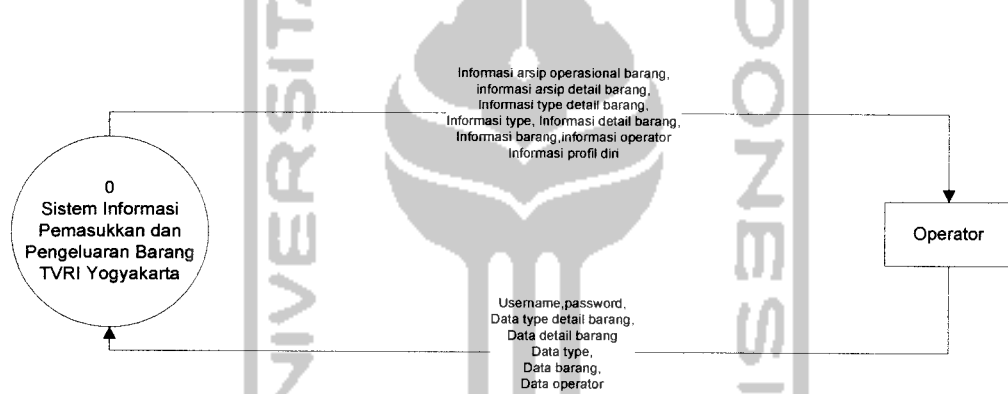 Informasi arsip operasional barang,
informasi arsip detail barang,
Informasi type detail barang,
Informasi type, Informasi detail barang,
Informasi barang,informasi operator
Informasi profil diri
0
Sistem Informasi
Pemasukkan dan
Pengeluaran Barang
TVRI Yogyakarta
Operator
Username,password,
Data type detail barang,
Data detail barang
Data type,
Data barang,
Data operator